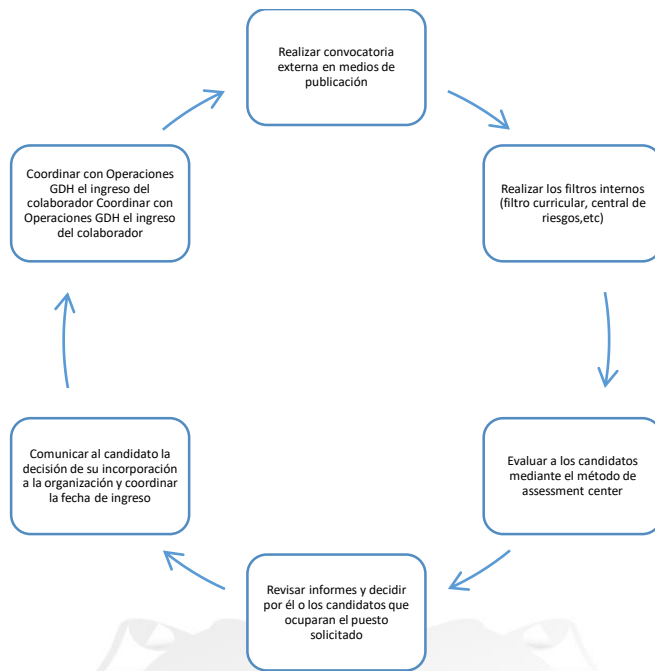 Realizar convocatoria
externa en medios de
publicación
Realizar los filtros internos
(filtro curricular, central de
riesgos,etc)
Evaluar a los candidatos
mediante el método de
assessment center
Revisar informes y decidir
por él o los candidatos que
ocuparan el puesto
solicitado
Comunicar al candidato la
decisión de su incorporación
a la organización y coordinar
la fecha de ingreso
Coordinar con Operaciones
GDH el ingreso del
colaborador Coordinar con
Operaciones GDH el ingreso
del colaborador